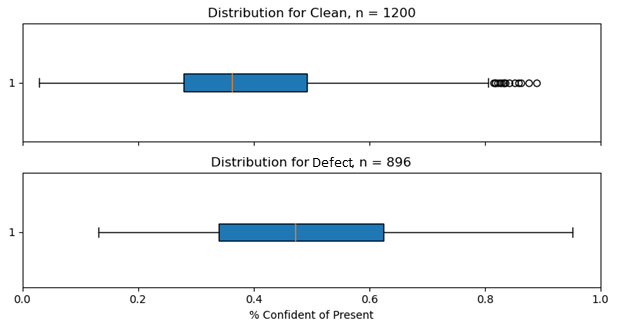 Distribution for Clean, n = 1200
1
Distribution for Defect, n = 896
1
0.0 0.2 0.4 0.6 0.8 1.0
% Confident of Present